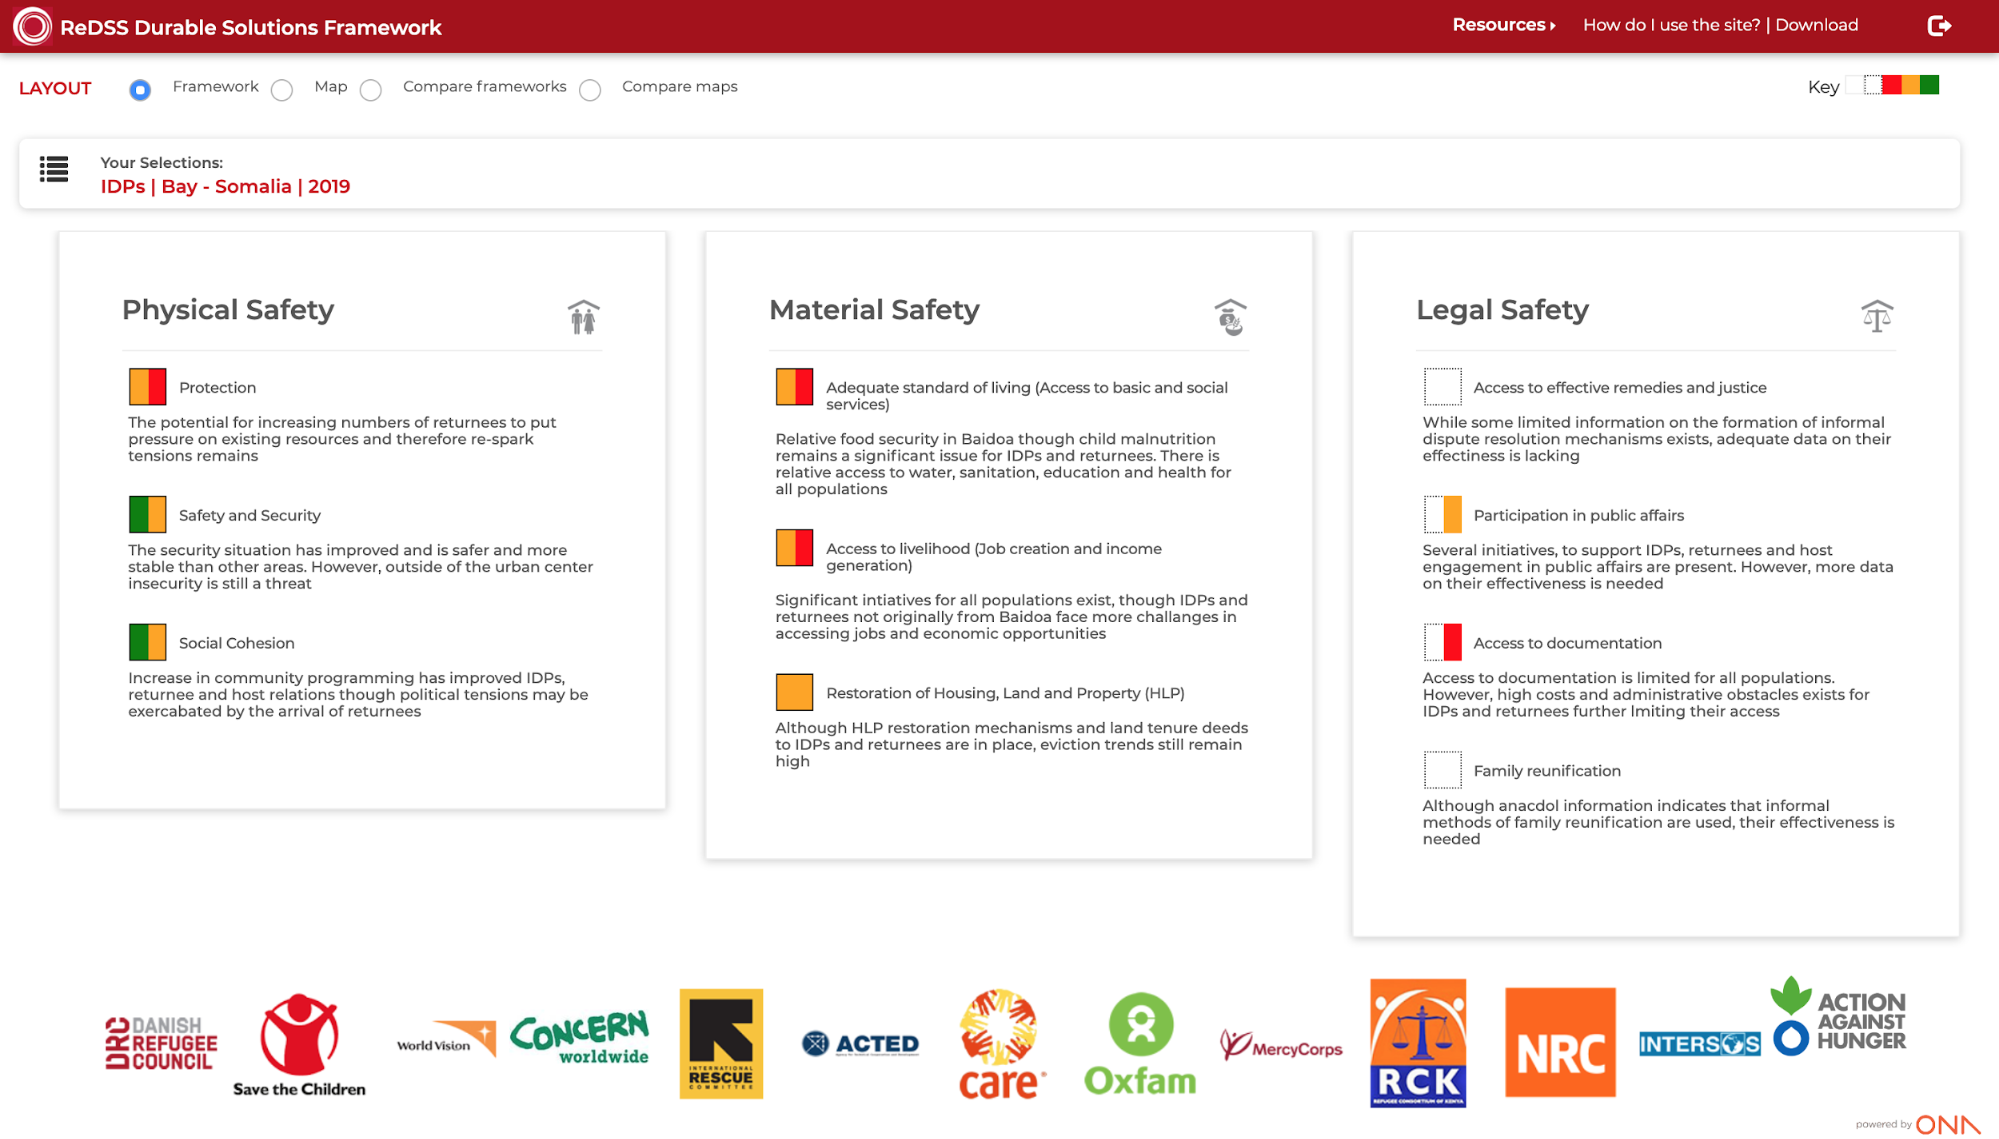 ReDSS Durable Solutions Framework
Resources
How do I use the site? | Download
LAYOUT
Framework
Map
Compare frameworks
Compare maps
Key
Your Selections:
IDPs | Bay - Somalia | 2019
Physical Safety
Protection
The potential for increasing numbers of returnees to put
pressure on existing resources and therefore re-spark
tensions remains
Safety and Security
The security situation has improved and is safer and more
stable than other areas. However, outside of the urban center
insecurity is still a threat
Social Cohesion
Increase in community programming has improved IDPs,
returnee and host relations though political tensions may be
exercabated by the arrival of returnees
Material Safety
Adequate standard of living (Access to basic and social
services)
Relative food security in Baidoa though child malnutrition
remains a significant issue for IDPs and returnees. There is
relative access to water, sanitation, education and health for
all populations
Access to livelihood (Job creation and income
generation)
Significant intiatives for all populations exist, though IDPs and
returnees not originally from Baidoa face more challanges in
accessing jobs and economic opportunities
Restoration of Housing, Land and Property (HLP)
Although HLP restoration mechanisms and land tenure deeds
to IDPs and returnees are in place, eviction trends still remain
high
Legal Safety
Access to effective remedies and justice
While some limited information on the formation of informal
dispute resolution mechanisms exists, adequate data on their
effectiness is lacking
Participation in public affairs
Several initiatives, to support IDPs, returnees and host
engagement in public affairs are present. However, more data
on their effectiveness is needed
Access to documentation
Access to documentation is limited for all populations.
However, high costs and administrative obstacles exists for
IDPs and returnees further lmiting their access
Family reunification
Although anacdol information indicates that informal
methods of family reunification are used, their effectiveness is
needed
DRC DANISH
REFUGEE
COUNCIL
Save the Children
World Vision
CONCERN
worldwide
INTERNATIONAL
RESCUE
COMMITTEE
ACTED
care
Oxfam
MercyCorps
RCK
REFUGEE CONSORTIUM OF KENYA
NRC
INTERSOS
ACTION
AGAINST
HUNGER
powered by ONA